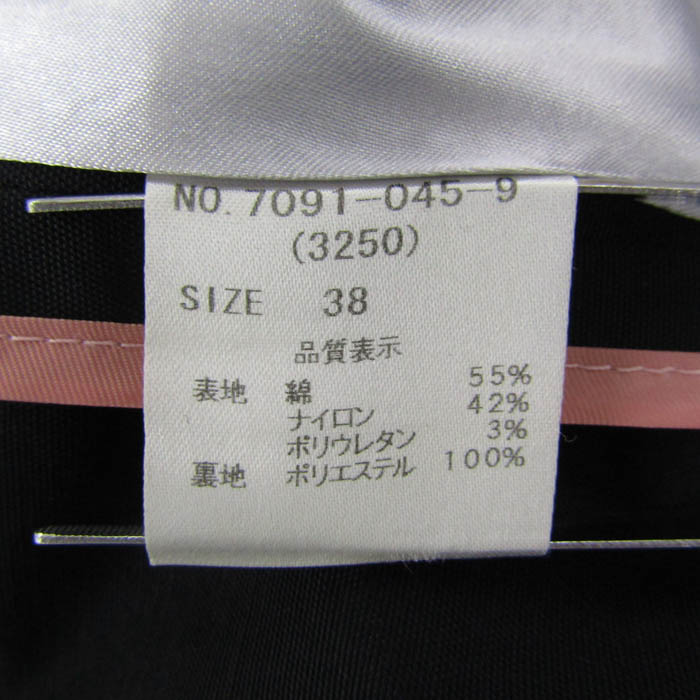 NO.7091-045-9
(3250)
SIZE 38
品質表示
表地 綿 55%
ナイロン 42%
ポリウレタン 3%
裏地 ポリエステル 100%